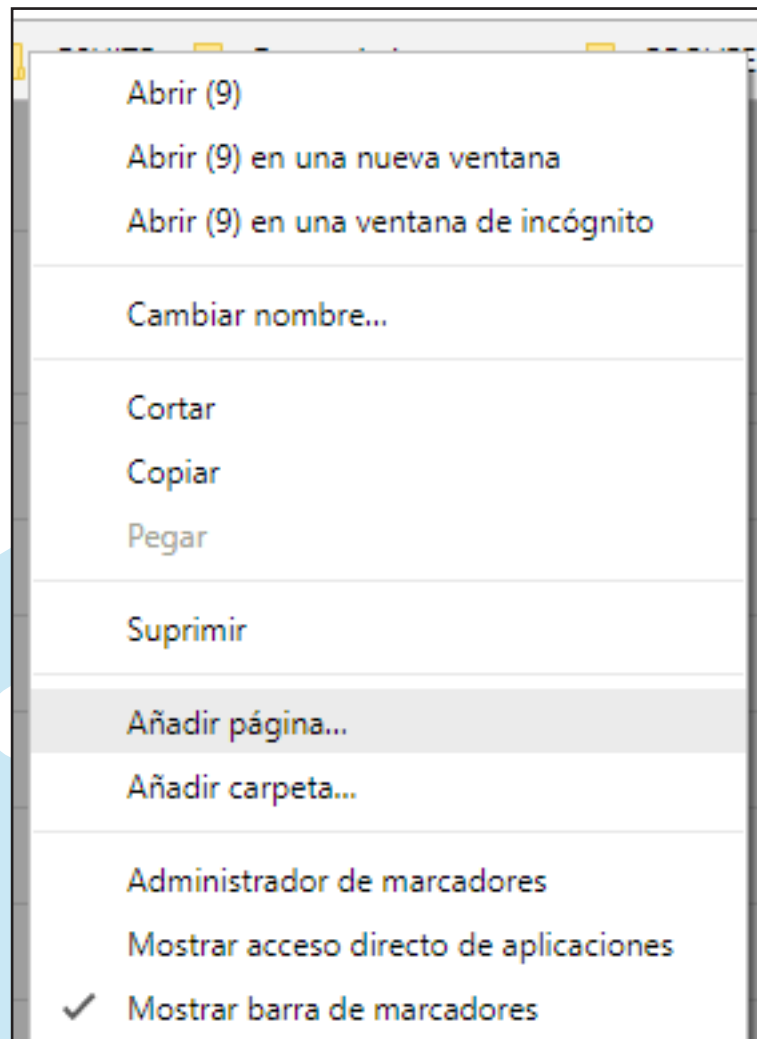 Abrir (9)
Abrir (9) en una nueva ventana
Abrir (9) en una ventana de incógnito
Cambiar nombre...
Cortar
Copiar
Pegar
Suprimir
Añadir página...
Añadir carpeta...
Administrador de marcadores
Mostrar acceso directo de aplicaciones
Mostrar barra de marcadores